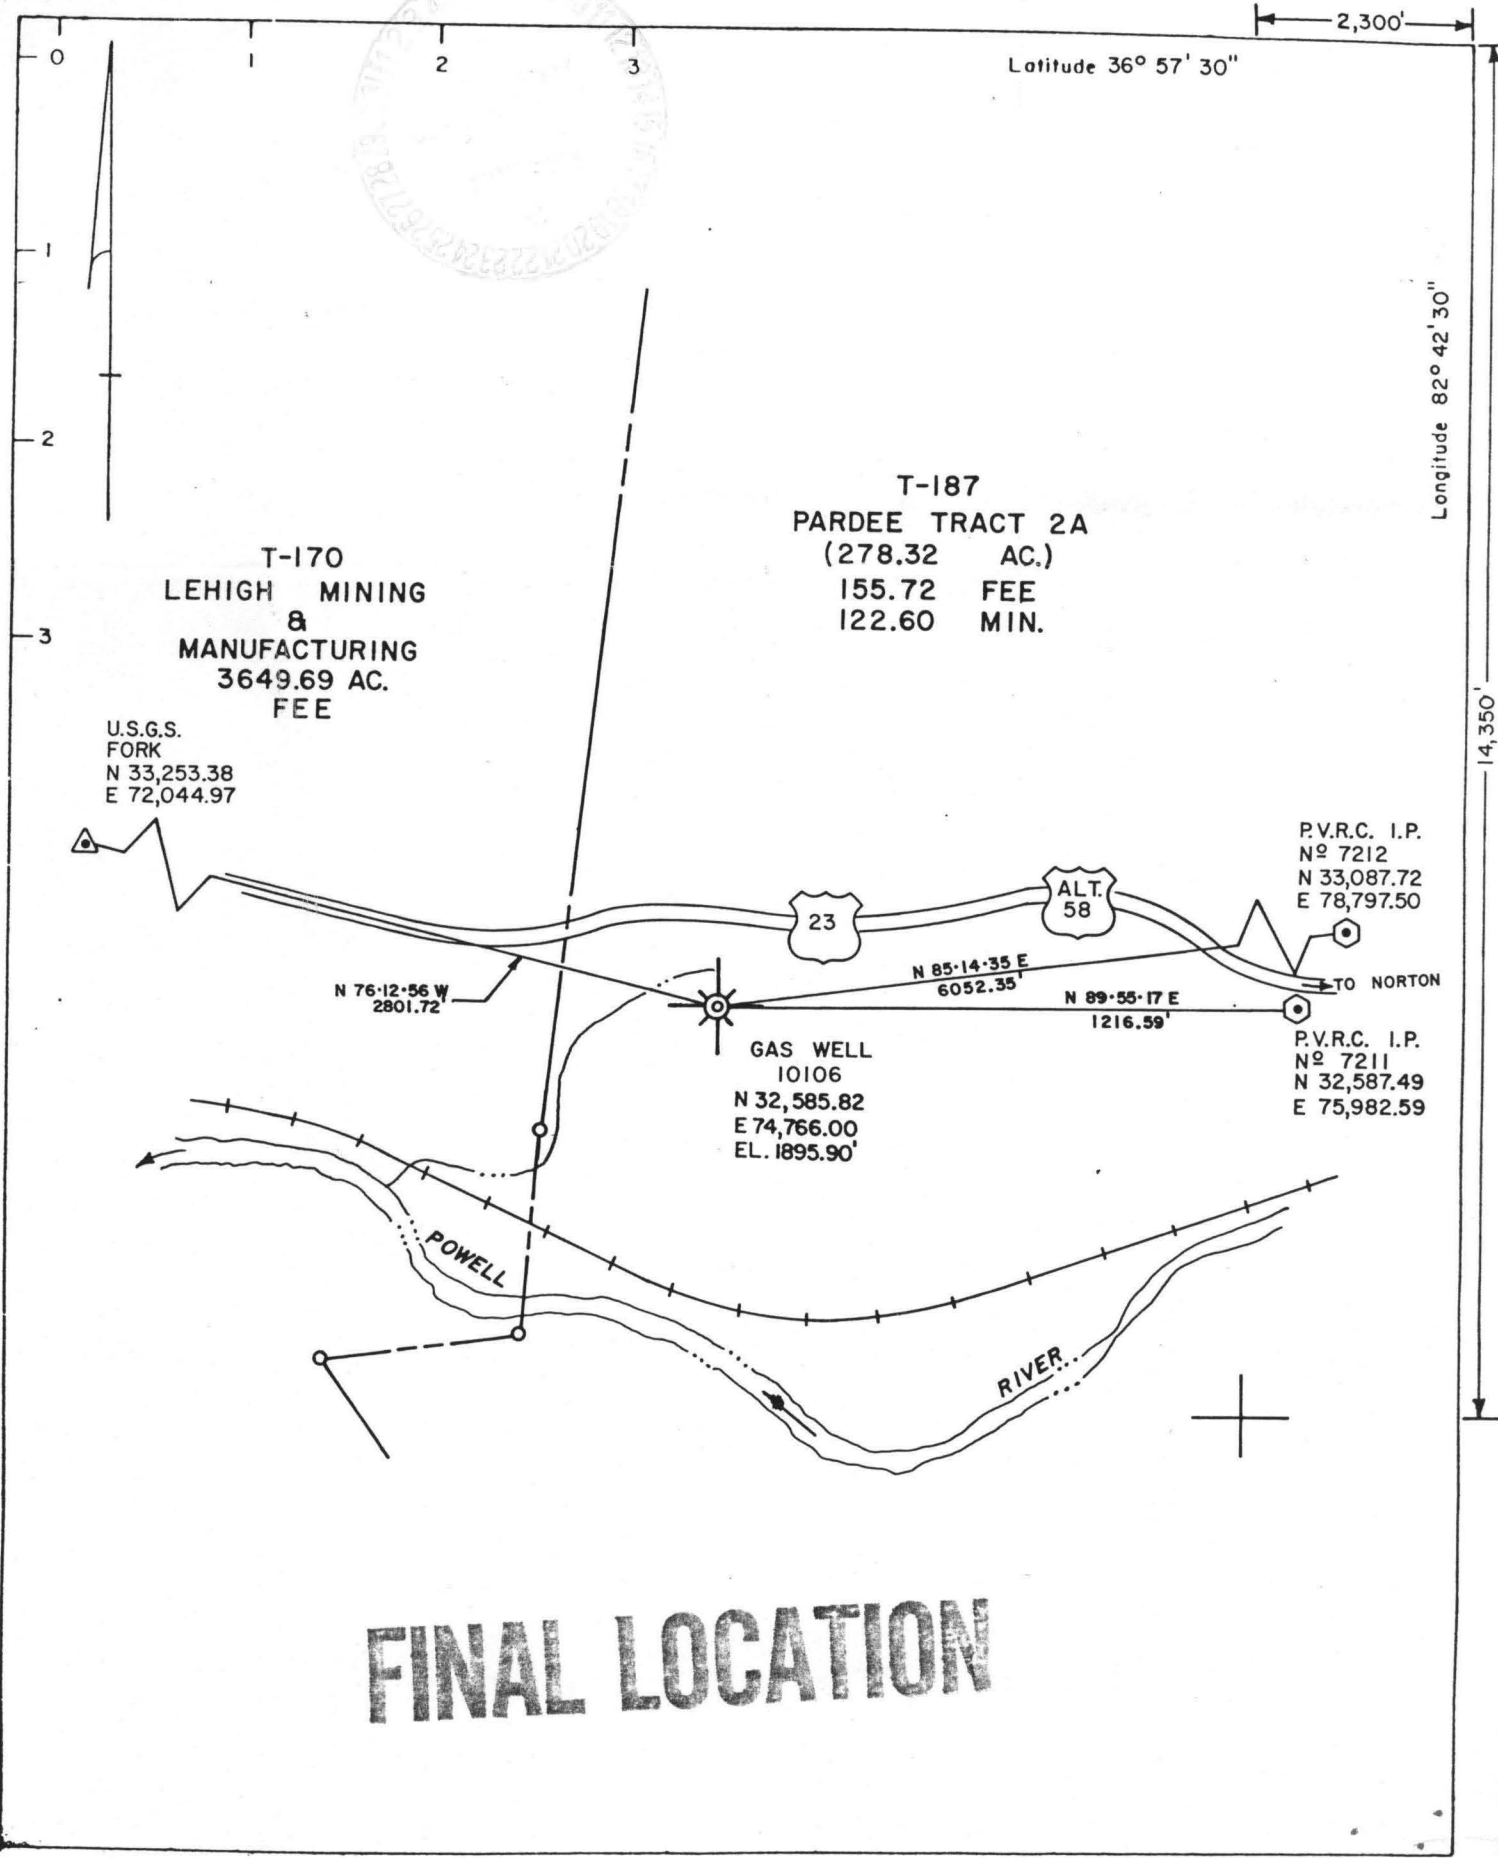 2,300'
0
1
2
3
Latitude 36° 57' 30"
1
2
3
Longitude 82° 42' 30"
14,350'
T-187
PARDEE TRACT 2A
(278.32 AC.)
155.72 FEE
122.60 MIN.
T-170
LEHIGH MINING
&
MANUFACTURING
3649.69 AC.
FEE
U.S.G.S.
FORK
N 33,253.38
E 72,044.97
P.V.R.C. I.P.
Nº 7212
N 33,087.72
E 78,797.50
23
ALT.
58
N 76·12·56 W
2801.72'
N 85·14·35 E
6052.35'
TO NORTON
N 89·55·17 E
1216.59'
GAS WELL
10106
N 32,585.82
E 74,766.00
EL. 1895.90'
P.V.R.C. I.P.
Nº 7211
N 32,587.49
E 75,982.59
POWELL
RIVER
FINAL LOCATION